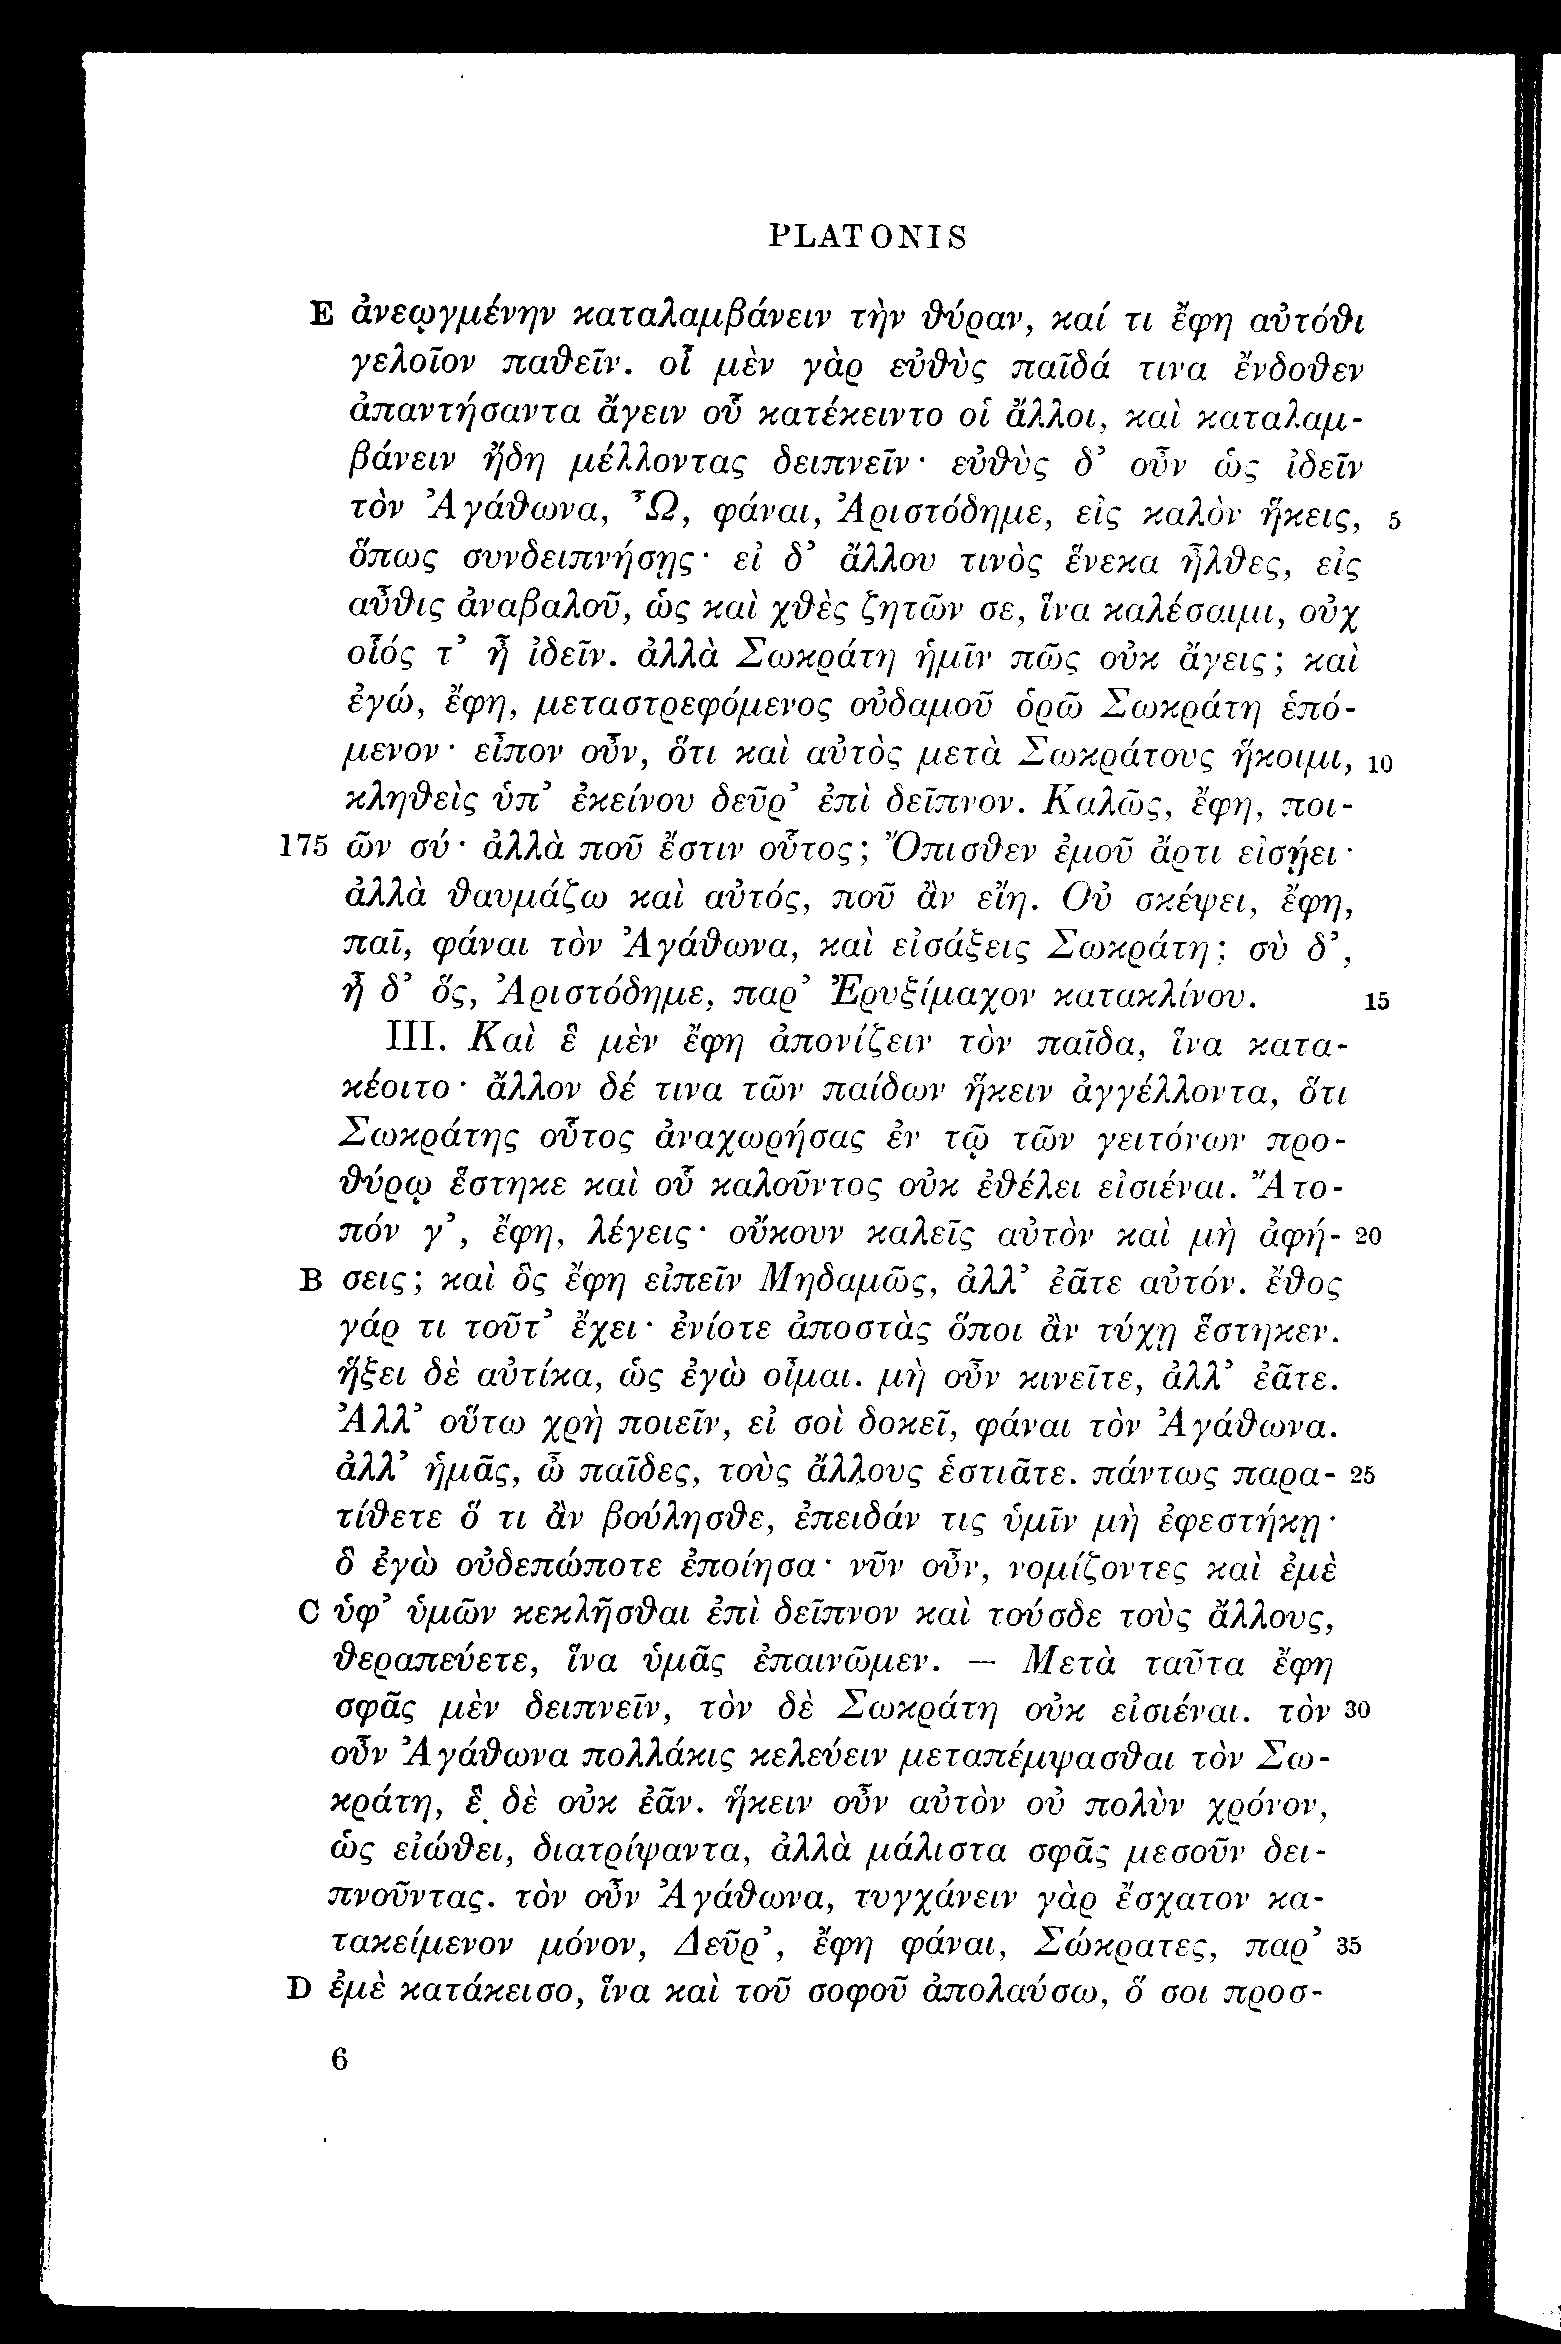 PLATONIS
E ἀνεῳγμένην καταλαμβάνειν τὴν θύραν, καί τι ἔφη αὐτόθι
γελοῖον παθεῖν. οἷ μὲν γὰρ εὐθὺς παῖδά τινα ἔνδοθεν
ἀπαντήσαντα ἄγειν οὗ κατέκειντο οἱ ἄλλοι, καὶ καταλαμ-
βάνειν ἤδη μέλλοντας δειπνεῖν· εὐθὺς δ’ οὖν ὡς ἰδεῖν
τὸν Ἀγάθωνα, Ὦ, φάναι, Ἀριστόδημε, εἰς καλὸν ἥκεις, 5
ὅπως συνδειπνήσῃς· εἰ δ’ ἄλλου τινὸς ἕνεκα ἦλθες, εἰς
αὖθις ἀναβαλοῦ, ὡς καὶ χθὲς ζητῶν σε, ἵνα καλέσαιμι, οὐχ
οἷός τ’ ἦ ἰδεῖν. ἀλλὰ Σωκράτη ἡμῖν πῶς οὐκ ἄγεις; καὶ
ἐγώ, ἔφη, μεταστρεφόμενος οὐδαμοῦ ὁρῶ Σωκράτη ἑπό-
μενον· εἶπον οὖν, ὅτι καὶ αὐτὸς μετὰ Σωκράτους ἥκοιμι, 10
κληθεὶς ὑπ’ ἐκείνου δεῦρ’ ἐπὶ δεῖπνον. Καλῶς, ἔφη, ποι-
175 ῶν σύ· ἀλλὰ ποῦ ἔστιν οὗτος; Ὄπισθεν ἐμοῦ ἄρτι εἰσῄει·
ἀλλὰ θαυμάζω καὶ αὐτός, ποῦ ἂν εἴη. Οὐ σκέψει, ἔφη,
παῖ, φάναι τὸν Ἀγάθωνα, καὶ εἰσάξεις Σωκράτη; σὺ δ’,
ἦ δ’ ὅς, Ἀριστόδημε, παρ’ Ἐρυξίμαχον κατακλίνου. 15
III. Καὶ ἓ μὲν ἔφη ἀπονίζειν τὸν παῖδα, ἵνα κατα-
κέοιτο· ἄλλον δέ τινα τῶν παίδων ἥκειν ἀγγέλλοντα, ὅτι
Σωκράτης οὗτος ἀναχωρήσας ἐν τῷ τῶν γειτόνων προ-
θύρῳ ἕστηκε καὶ οὗ καλοῦντος οὐκ ἐθέλει εἰσιέναι. Ἄτο-
πόν γ’, ἔφη, λέγεις· οὔκουν καλεῖς αὐτὸν καὶ μὴ ἀφή- 20
B σεις; καὶ ὃς ἔφη εἰπεῖν Μηδαμῶς, ἀλλ’ ἐᾶτε αὐτόν. ἔθος
γάρ τι τοῦτ’ ἔχει· ἐνίοτε ἀποστὰς ὅποι ἂν τύχῃ ἕστηκεν.
ἥξει δὲ αὐτίκα, ὡς ἐγὼ οἶμαι. μὴ οὖν κινεῖτε, ἀλλ’ ἐᾶτε.
Ἀλλ’ οὕτω χρὴ ποιεῖν, εἰ σοὶ δοκεῖ, φάναι τὸν Ἀγάθωνα.
ἀλλ’ ἡμᾶς, ὦ παῖδες, τοὺς ἄλλους ἑστιᾶτε. πάντως παρα- 25
τίθετε ὅ τι ἂν βούλησθε, ἐπειδάν τις ὑμῖν μὴ ἐφεστήκῃ·
ὃ ἐγὼ οὐδεπώποτε ἐποίησα· νῦν οὖν, νομίζοντες καὶ ἐμὲ
C ὑφ’ ὑμῶν κεκλῆσθαι ἐπὶ δεῖπνον καὶ τούσδε τοὺς ἄλλους,
θεραπεύετε, ἵνα ὑμᾶς ἐπαινῶμεν. — Μετὰ ταῦτα ἔφη
σφᾶς μὲν δειπνεῖν, τὸν δὲ Σωκράτη οὐκ εἰσιέναι. τὸν 30
οὖν Ἀγάθωνα πολλάκις κελεύειν μεταπέμψασθαι τὸν Σω-
κράτη, ἓ δὲ οὐκ ἐᾶν. ἥκειν οὖν αὐτὸν οὐ πολὺν χρόνον,
ὡς εἰώθει, διατρίψαντα, ἀλλὰ μάλιστα σφᾶς μεσοῦν δει-
πνοῦντας. τὸν οὖν Ἀγάθωνα, τυγχάνειν γὰρ ἔσχατον κα-
τακείμενον μόνον, Δεῦρ’, ἔφη φάναι, Σώκρατες, παρ’ 35
D ἐμὲ κατάκεισο, ἵνα καὶ τοῦ σοφοῦ ἀπολαύσω, ὅ σοι προσ-
6